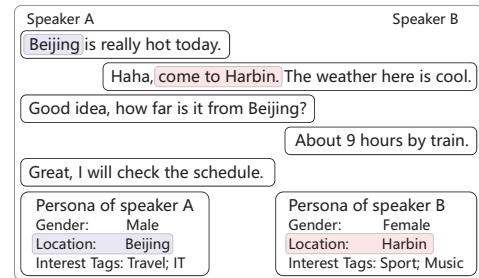 Speaker A Speaker B
Beijing is really hot today.
Haha, come to Harbin. The weather here is cool.
Good idea, how far is it from Beijing?
About 9 hours by train.
Great, I will check the schedule.
Persona of speaker A
Gender: Male
Location: Beijing
Interest Tags: Travel; IT
Persona of speaker B
Gender: Female
Location: Harbin
Interest Tags: Sport; Music